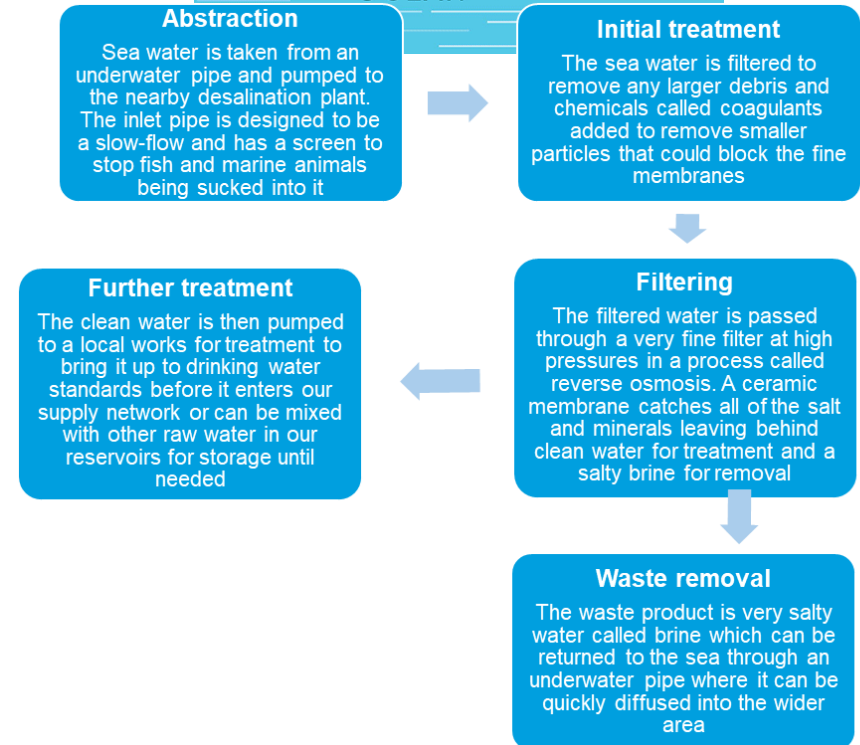 Abstraction
Sea water is taken from an
underwater pipe and pumped to
the nearby desalination plant.
The inlet pipe is designed to be
a slow-flow and has a screen to
stop fish and marine animals
being sucked into it
Initial treatment
The sea water is filtered to
remove any larger debris and
chemicals called coagulants
added to remove smaller
particles that could block the fine
membranes
Filtering
The filtered water is passed
through a very fine filter at high
pressures in a process called
reverse osmosis. A ceramic
membrane catches all of the salt
and minerals leaving behind
clean water for treatment and a
salty brine for removal
Further treatment
The clean water is then pumped
to a local works for treatment to
bring it up to drinking water
standards before it enters our
supply network or can be mixed
with other raw water in our
reservoirs for storage until
needed
Waste removal
The waste product is very salty
water called brine which can be
returned to the sea through an
underwater pipe where it can be
quickly diffused into the wider
area